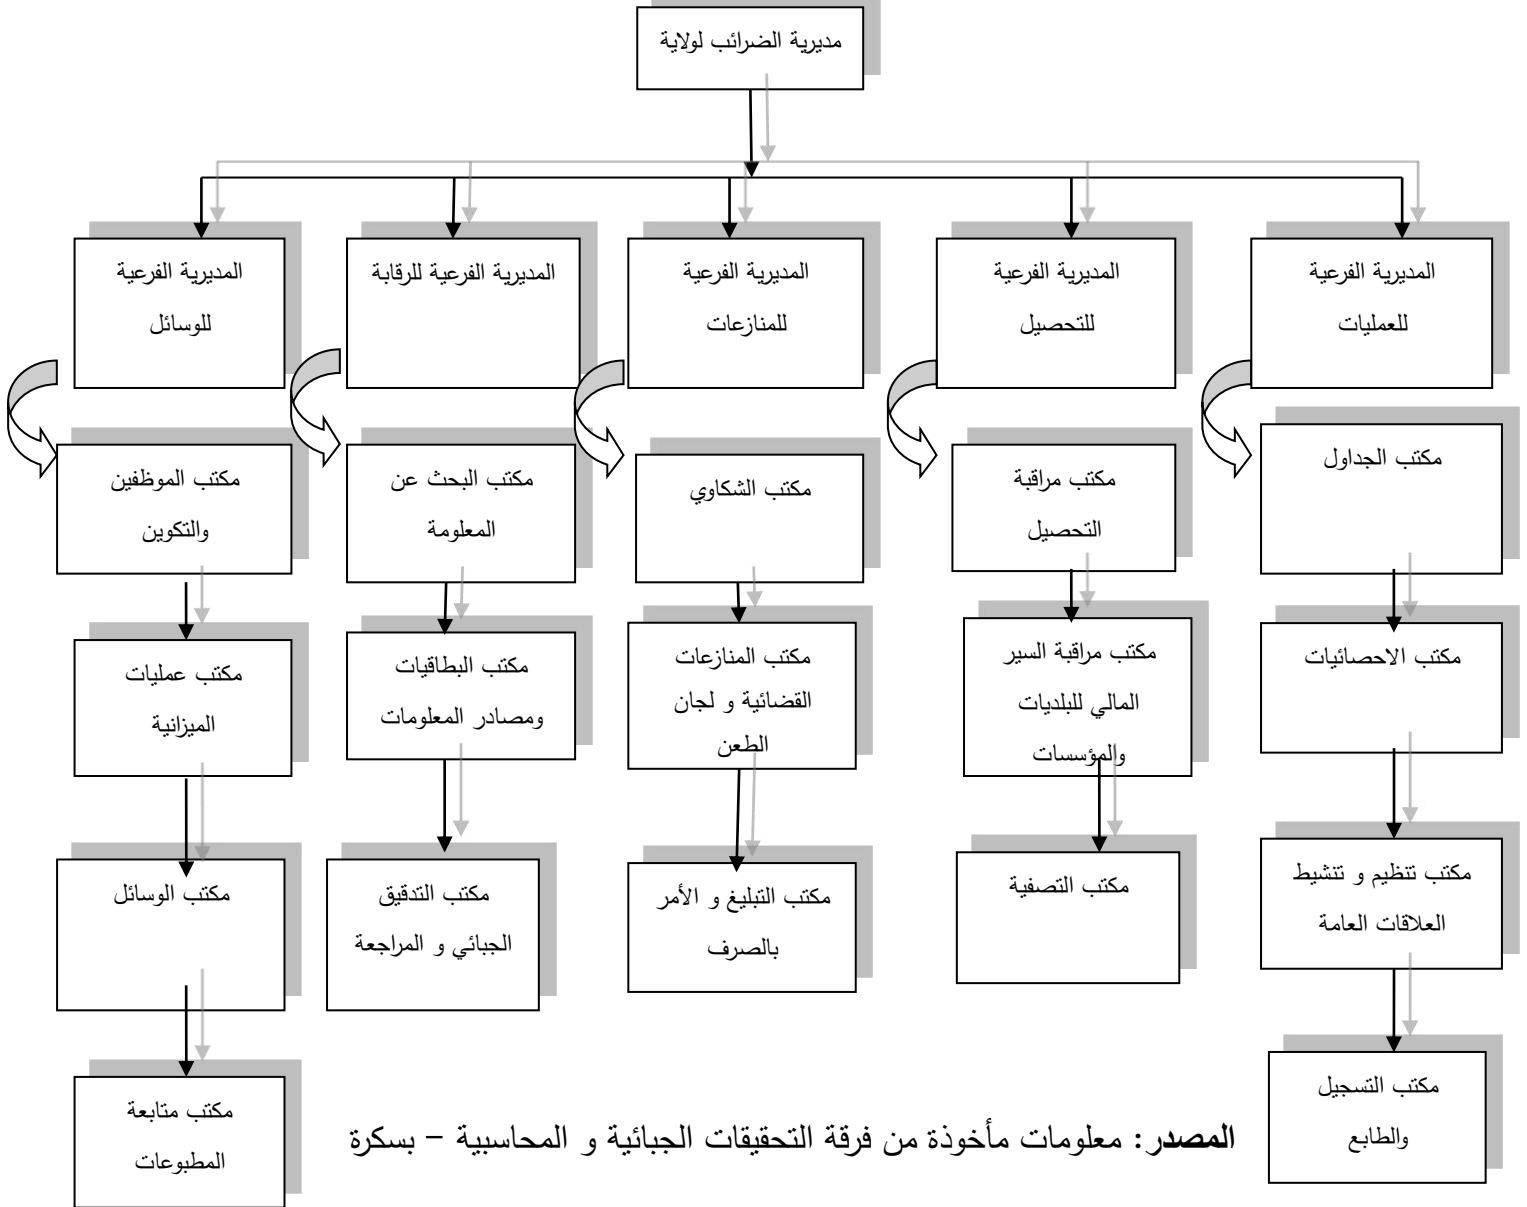 مديرية الضرائب لولاية
المديرية الفرعية
للعمليات
المديرية الفرعية
للتحصيل
المديرية الفرعية
للمنازعات
المديرية الفرعية للرقابة
المديرية الفرعية
للوسائل
مكتب الجداول
مكتب مراقبة
التحصيل
مكتب الشكاوي
مكتب البحث عن
المعلومة
مكتب الموظفين
والتكوين
مكتب الاحصائيات
مكتب مراقبة السير
المالي للبلديات
والمؤسسات
مكتب المنازعات
القضائية و لجان
الطعن
مكتب البطاقيات
ومصادر المعلومات
مكتب عمليات
الميزانية
مكتب تنظيم و تنشيط
العلاقات العامة
مكتب التصفية
مكتب التبليغ و الأمر
بالصرف
مكتب التدقيق
الجبائي و المراجعة
مكتب الوسائل
مكتب التسجيل
والطابع
مكتب متابعة
المطبوعات
المصدر: معلومات مأخوذة من فرقة التحقيقات الجبائية و المحاسبية – بسكرة